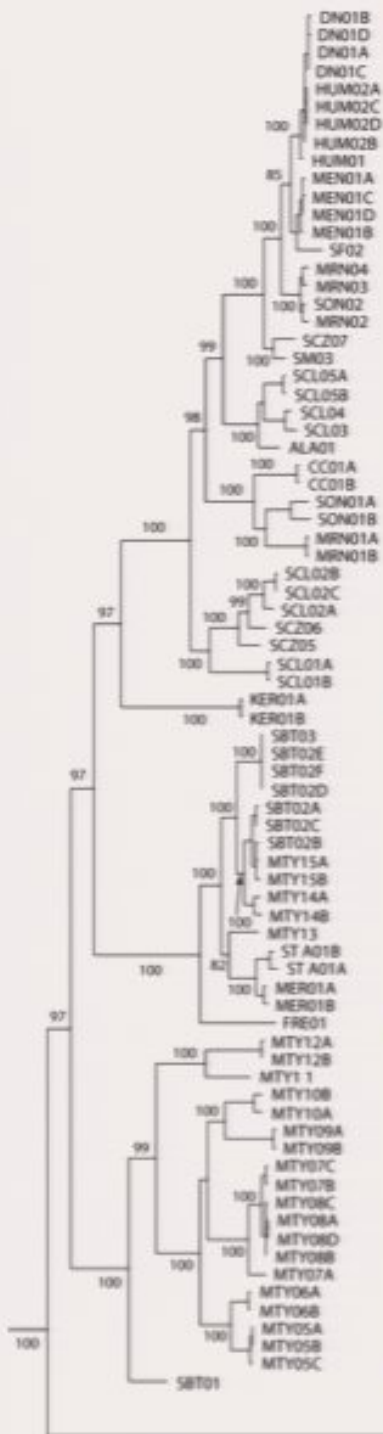 DN01B
DN01D
DN01A
DN01C
HUM02A
HUM02C
HUM02D
100
HUM02B
HUM01
85
MEN01A
MEN01C
MEN01D
100
MEN01B
SF02
MRN04
MRN03
100
SON02
MRN02
SCZ07
99
100
SM03
SCL05A
SCL05B
SCL04
98
SCL03
100
ALA01
100
CC01A
CC01B
SON01A
SON01B
100
100
MRN01A
MRN01B
SCL02B
100
SCL02C
99
SCL02A
97
SCZ06
SCZ05
100
SCL01A
SCL01B
KER01A
100
KER01B
SBT03
100
SBT02E
97
SBT02F
SBT02D
100
SBT02A
SBT02C
SBT02B
100
MTY15A
MTY15B
MTY14A
100
MTY14B
MTY13
ST A01B
100
82
ST A01A
100
MER01A
MER01B
97
FRE01
MTY12A
100
MTY12B
MTY1 1
99
MTY10B
100
MTY10A
MTY09A
MTY09B
MTY07C
100
MTY07B
MTY08C
MTY08A
MTY08D
100
100
MTY08B
100
MTY07A
MTY06A
MTY06B
100
MTY05A
100
MTY05B
MTY05C
SBT01